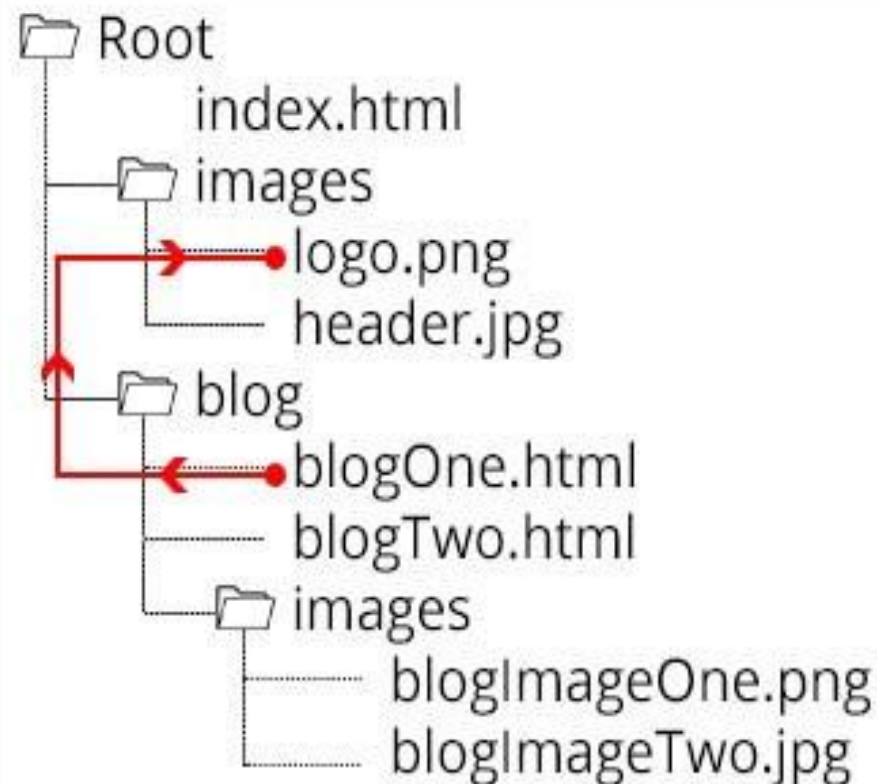 Root
index.html
images
logo.png
header.jpg
blog
blogOne.html
blogTwo.html
images
blogImageOne.png
blogImageTwo.jpg